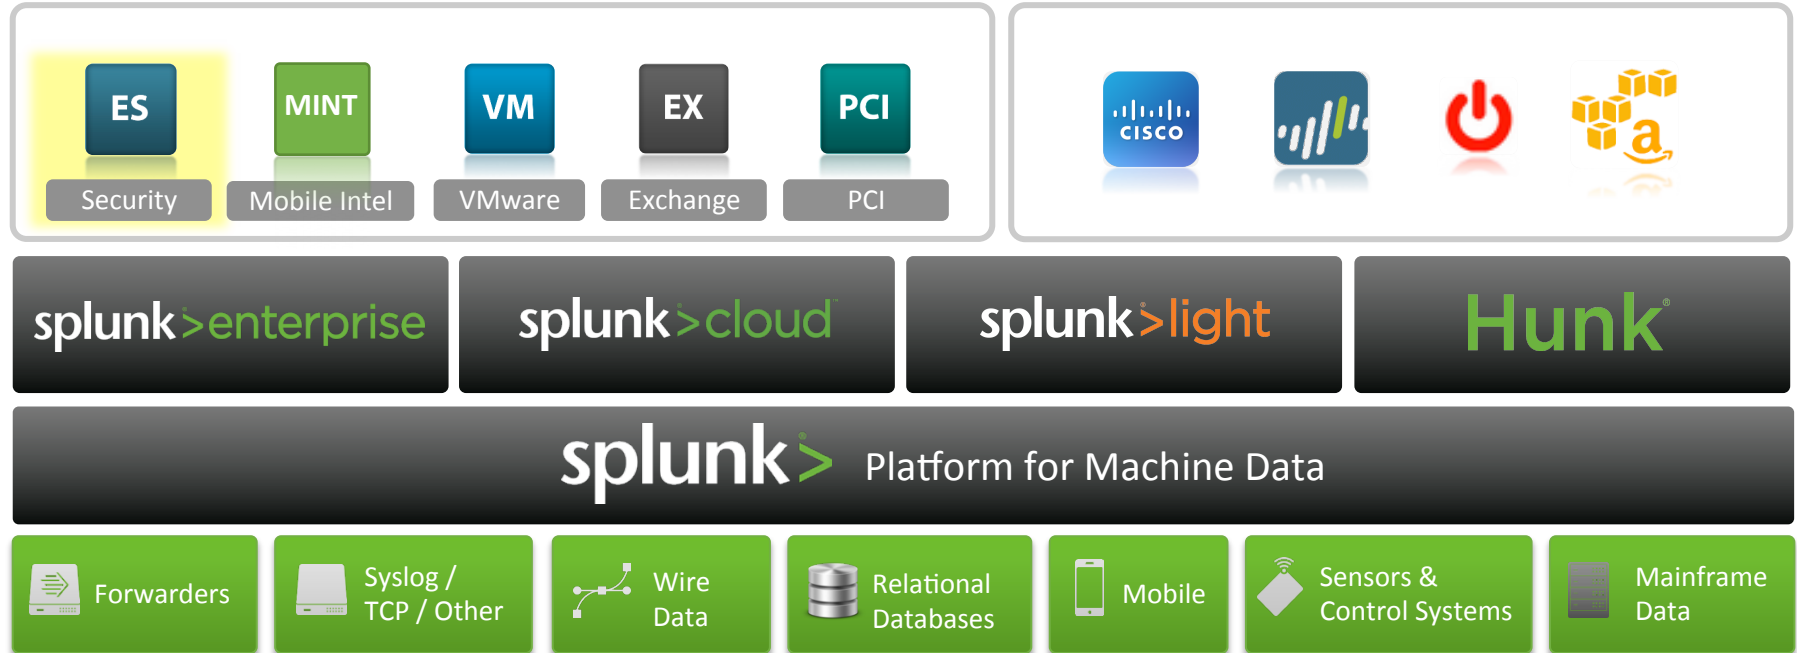 ES
MINT
VM
EX
PCI
Security
Mobile Intel
VMware
Exchange
PCI
CISCO
a
splunk>enterprise
splunk>cloud™
splunk>light
Hunk®
splunk> Platform for Machine Data
Forwarders
Syslog /
TCP / Other
Wire
Data
Relational
Databases
Mobile
Sensors &
Control Systems
Mainframe
Data